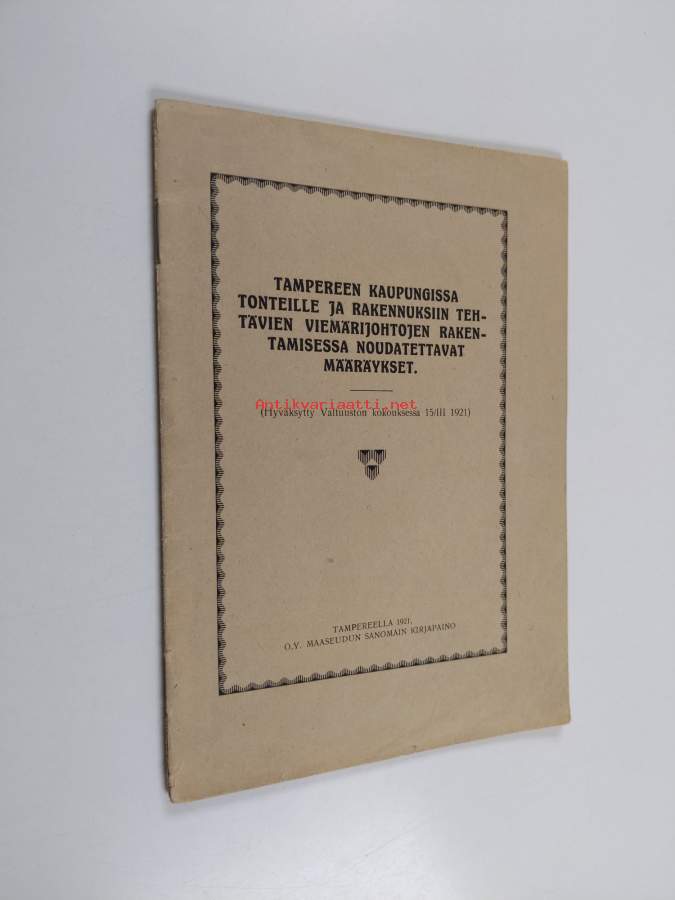 TAMPEREEN KAUPUNGISSA
TONTEILLE JA RAKENNUKSIIN TEH-
TÄVIEN VIEMÄRIJOHTOJEN RAKEN-
TAMISESSA NOUDATETTAVAT
MÄÄRÄYKSET.
Antikvariaatti.net
(Hyväksytty Valtuuston kokouksessa 15/III 1921)
TAMPEREELLA 1921,
O.Y. MAASEUDUN SANOMAIN KIRJAPAINO